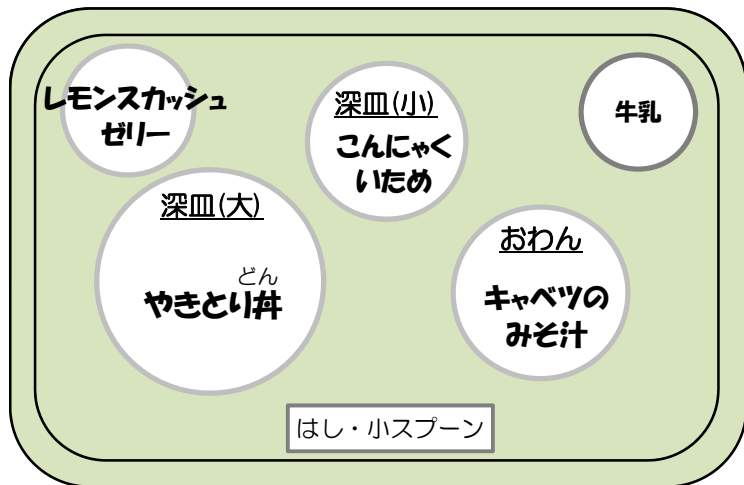 レモンスカッシュ
ゼリー
深皿(小)
こんにゃく
いため
牛乳
深皿(大)
どん
やきとり丼
おわん
キャベツの
みそ汁
はし・小スプーン